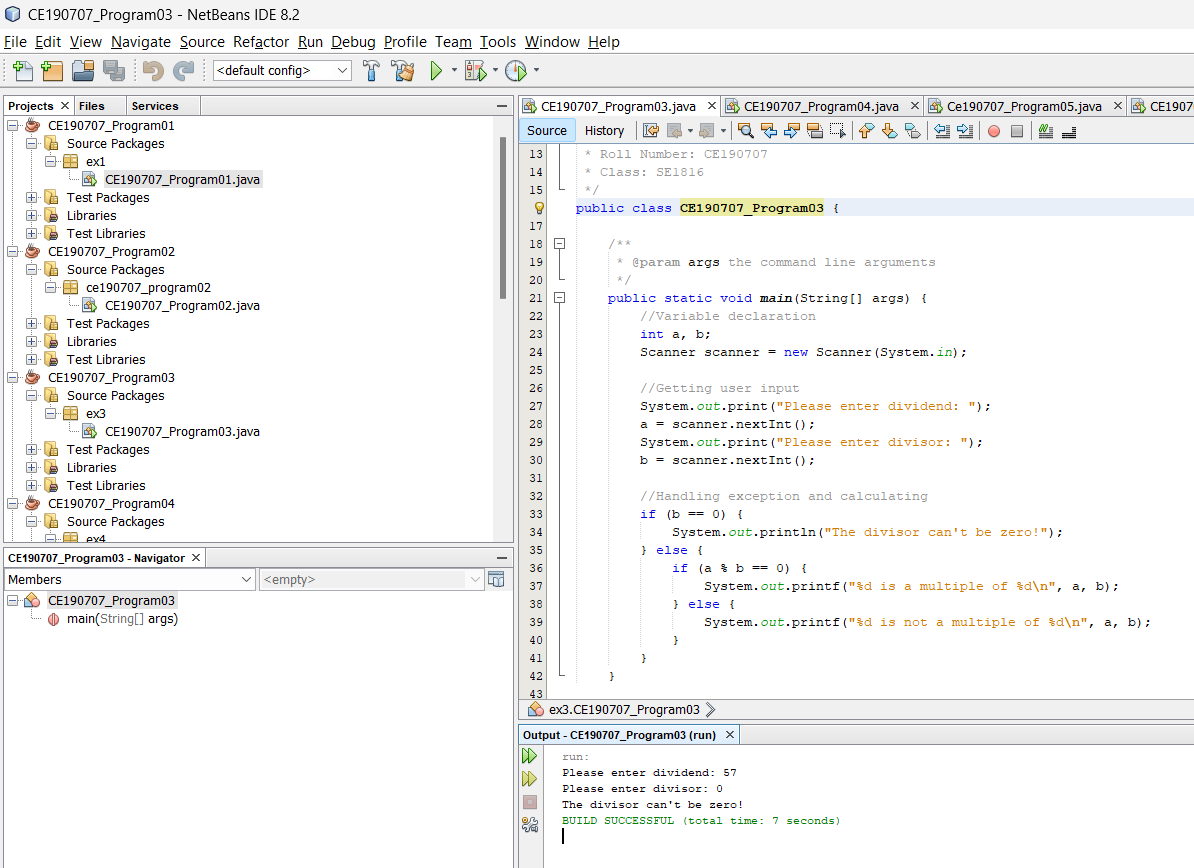 CE190707_Program03 - NetBeans IDE 8.2
File Edit View Navigate Source Refactor Run Debug Profile Team Tools Window Help
<default config>
Projects Files Services
CE190707_Program01
Source Packages
ex1
CE190707_Program01.java
Test Packages
Libraries
Test Libraries
CE190707_Program02
Source Packages
ce190707_program02
CE190707_Program02.java
Test Packages
Libraries
Test Libraries
CE190707_Program03
Source Packages
ex3
CE190707_Program03.java
Test Packages
Libraries
Test Libraries
CE190707_Program04
Source Packages
ex4
CE190707_Program03 - Navigator
Members <empty>
CE190707_Program03
main(String[] args)
CE190707_Program03.java CE190707_Program04.java Ce190707_Program05.java CE1907
Source History
13 * Roll Number: CE190707
14 * Class: SE1816
15 */
public class CE190707_Program03 {
17
18 /**
19 * @param args the command line arguments
20 */
21 public static void main(String[] args) {
22 //Variable declaration
23 int a, b;
24 Scanner scanner = new Scanner(System.in);
25
26 //Getting user input
27 System.out.print("Please enter dividend: ");
28 a = scanner.nextInt();
29 System.out.print("Please enter divisor: ");
30 b = scanner.nextInt();
31
32 //Handling exception and calculating
33 if (b == 0) {
34 System.out.println("The divisor can't be zero!");
35 } else {
36 if (a % b == 0) {
37 System.out.printf("%d is a multiple of %d\n", a, b);
38 } else {
39 System.out.printf("%d is not a multiple of %d\n", a, b);
40 }
41 }
42 }
43
ex3.CE190707_Program03
Output - CE190707_Program03 (run)
run:
Please enter dividend: 57
Please enter divisor: 0
The divisor can't be zero!
BUILD SUCCESSFUL (total time: 7 seconds)